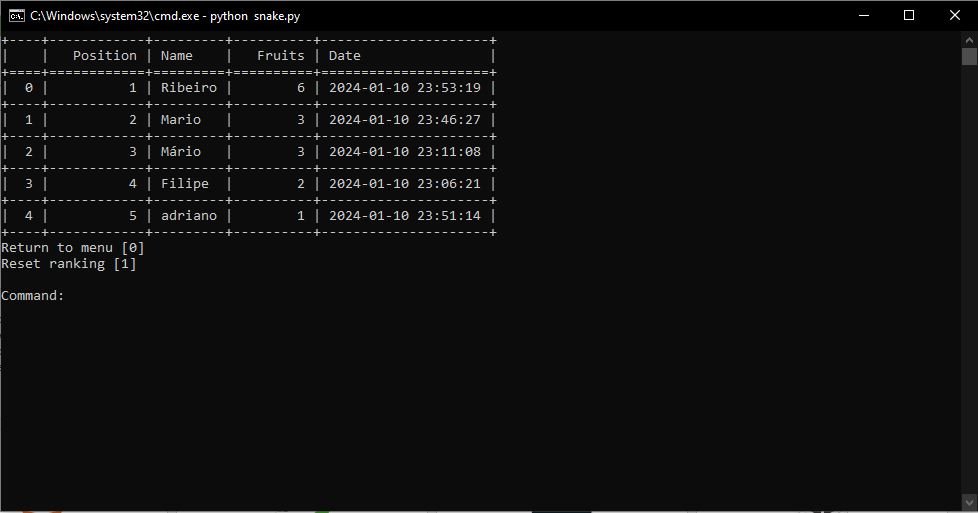 C:\Windows\system32\cmd.exe - python  snake.py
+----+------------+---------+----------+---------------------+
|    |   Position | Name    |   Fruits | Date                |
+====+============+=========+==========+=====================+
|  0 |          1 | Ribeiro |        6 | 2024-01-10 23:53:19 |
+----+------------+---------+----------+---------------------+
|  1 |          2 | Mario   |        3 | 2024-01-10 23:46:27 |
+----+------------+---------+----------+---------------------+
|  2 |          3 | Mário   |        3 | 2024-01-10 23:11:08 |
+----+------------+---------+----------+---------------------+
|  3 |          4 | Filipe  |        2 | 2024-01-10 23:06:21 |
+----+------------+---------+----------+---------------------+
|  4 |          5 | adriano |        1 | 2024-01-10 23:51:14 |
+----+------------+---------+----------+---------------------+
Return to menu [0]
Reset ranking [1]
Command: